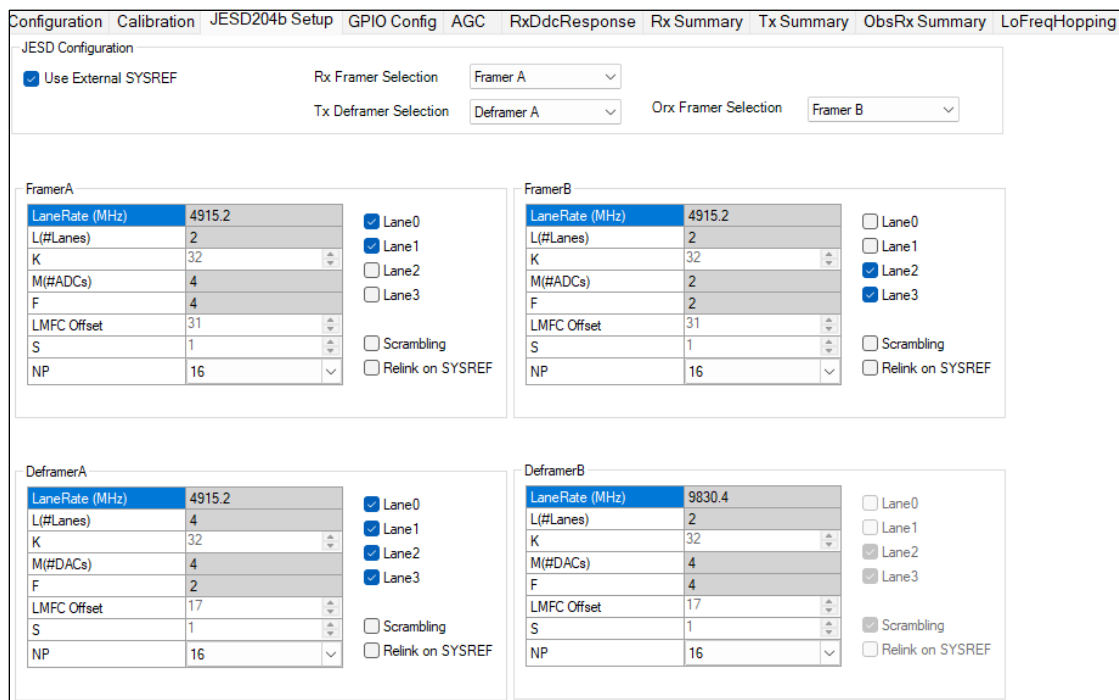 Configuration Calibration JESD204b Setup GPIO Config AGC RxDdcResponse Rx Summary Tx Summary ObsRx Summary LoFreqHopping
JESD Configuration
Use External SYSREF
Rx Framer Selection Framer A
Tx Deframer Selection Deframer A
Orx Framer Selection Framer B
FramerA
LaneRate (MHz) 4915.2
L(#Lanes) 2
K 32
M(#ADCs) 4
F 4
LMFC Offset 31
S 1
NP 16
Lane0
Lane1
Lane2
Lane3
Scrambling
Relink on SYSREF
FramerB
LaneRate (MHz) 4915.2
L(#Lanes) 2
K 32
M(#ADCs) 2
F 2
LMFC Offset 31
S 1
NP 16
Lane0
Lane1
Lane2
Lane3
Scrambling
Relink on SYSREF
DeframerA
LaneRate (MHz) 4915.2
L(#Lanes) 4
K 32
M(#DACs) 4
F 2
LMFC Offset 17
S 1
NP 16
Lane0
Lane1
Lane2
Lane3
Scrambling
Relink on SYSREF
DeframerB
LaneRate (MHz) 9830.4
L(#Lanes) 2
K 32
M(#DACs) 4
F 4
LMFC Offset 17
S 1
NP 16
Lane0
Lane1
Lane2
Lane3
Scrambling
Relink on SYSREF